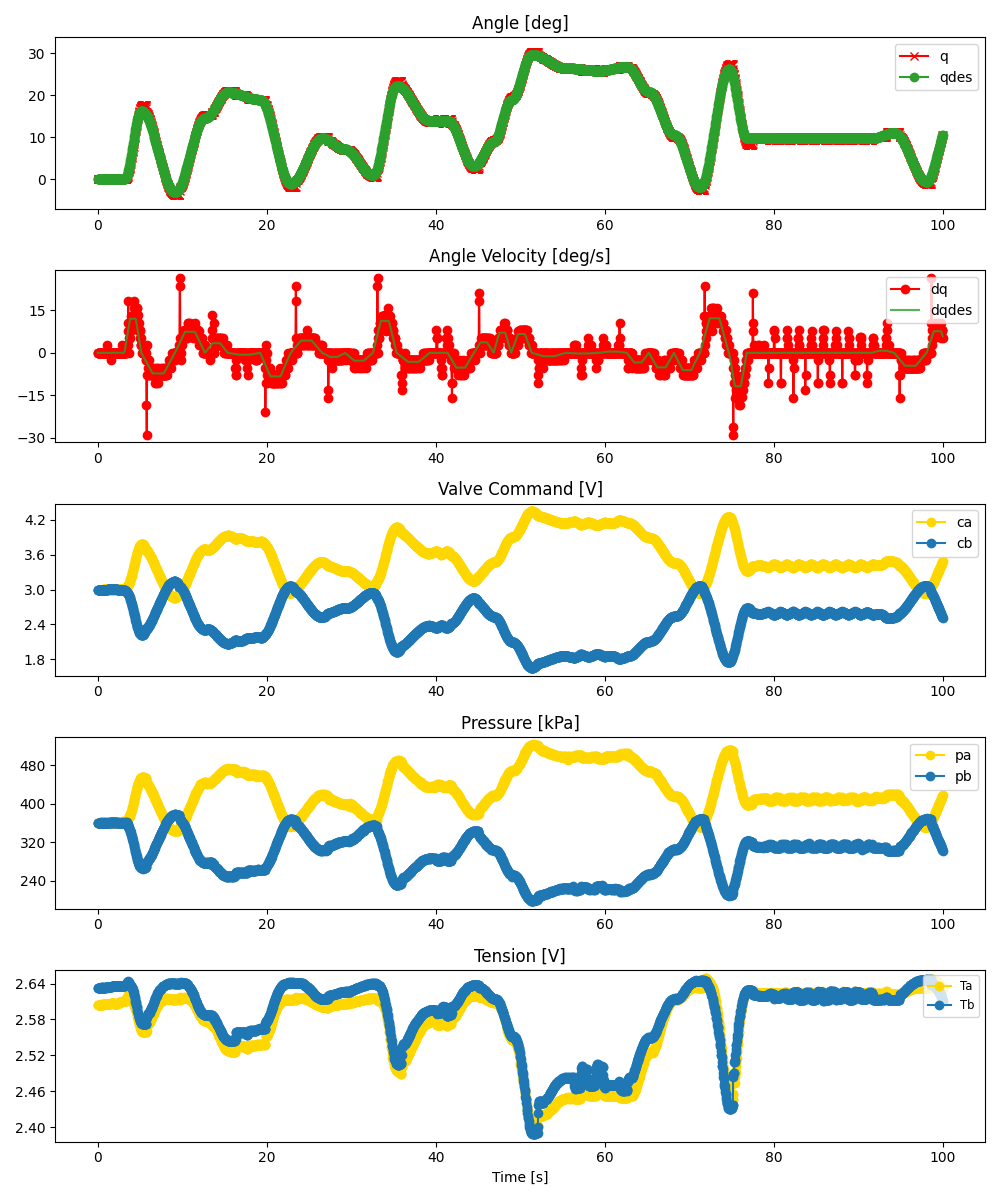 Angle [deg]
30
20
10
0
q
qdes
0 20 40 60 80 100
Angle Velocity [deg/s]
15
0
−15
−30
dq
dqdes
0 20 40 60 80 100
Valve Command [V]
4.2
3.6
3.0
2.4
1.8
ca
cb
0 20 40 60 80 100
Pressure [kPa]
480
400
320
240
pa
pb
0 20 40 60 80 100
Tension [V]
2.64
2.58
2.52
2.46
2.40
Ta
Tb
0 20 40 60 80 100
Time [s]